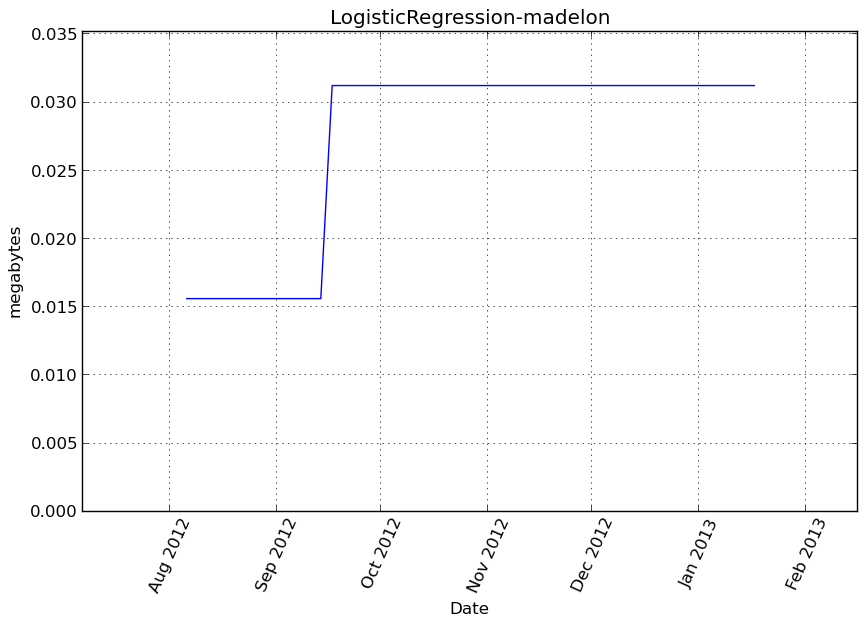 LogisticRegression-madelon
0.035
0.030
0.025
0.020
0.015
0.010
0.005
0.000
megabytes
Aug 2012
Sep 2012
Oct 2012
Nov 2012
Dec 2012
Jan 2013
Feb 2013
Date